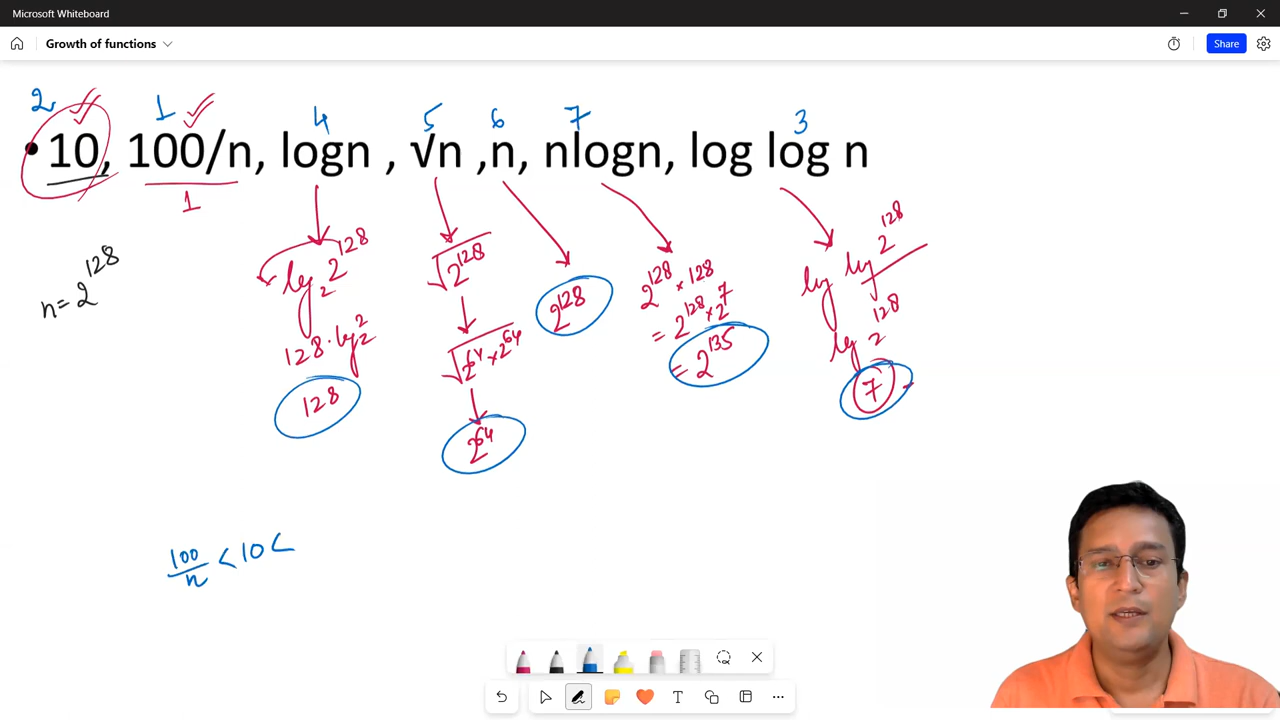 Microsoft Whiteboard
Growth of functions
Share
2 1 4 5 6 7 3
• 10, 100/n, logn , √n ,n, nlogn, log log n
1
n = 2^128
log₂ 2^128
128 · log₂ 2
128
√2^128
√2^64 × 2^64
2^64
2^128
2^128 × 128
= 2^128 × 2^7
= 2^135
log log 2^128
log 2^128
7
100/n < 10 <